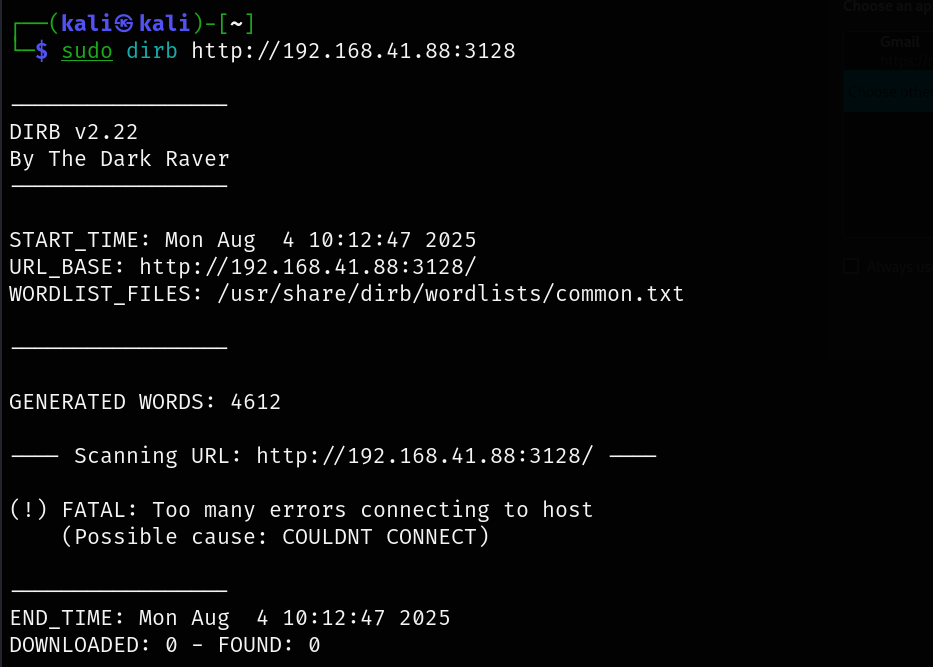 ┌──(kali㉿kali)-[~]
└─$ sudo dirb http://192.168.41.88:3128
-----------------
DIRB v2.22
By The Dark Raver
-----------------
START_TIME: Mon Aug  4 10:12:47 2025
URL_BASE: http://192.168.41.88:3128/
WORDLIST_FILES: /usr/share/dirb/wordlists/common.txt
-----------------
GENERATED WORDS: 4612
---- Scanning URL: http://192.168.41.88:3128/ ----
(!) FATAL: Too many errors connecting to host
    (Possible cause: COULDNT CONNECT)
-----------------
END_TIME: Mon Aug  4 10:12:47 2025
DOWNLOADED: 0 - FOUND: 0
Choose an ap
Gmail
Always us